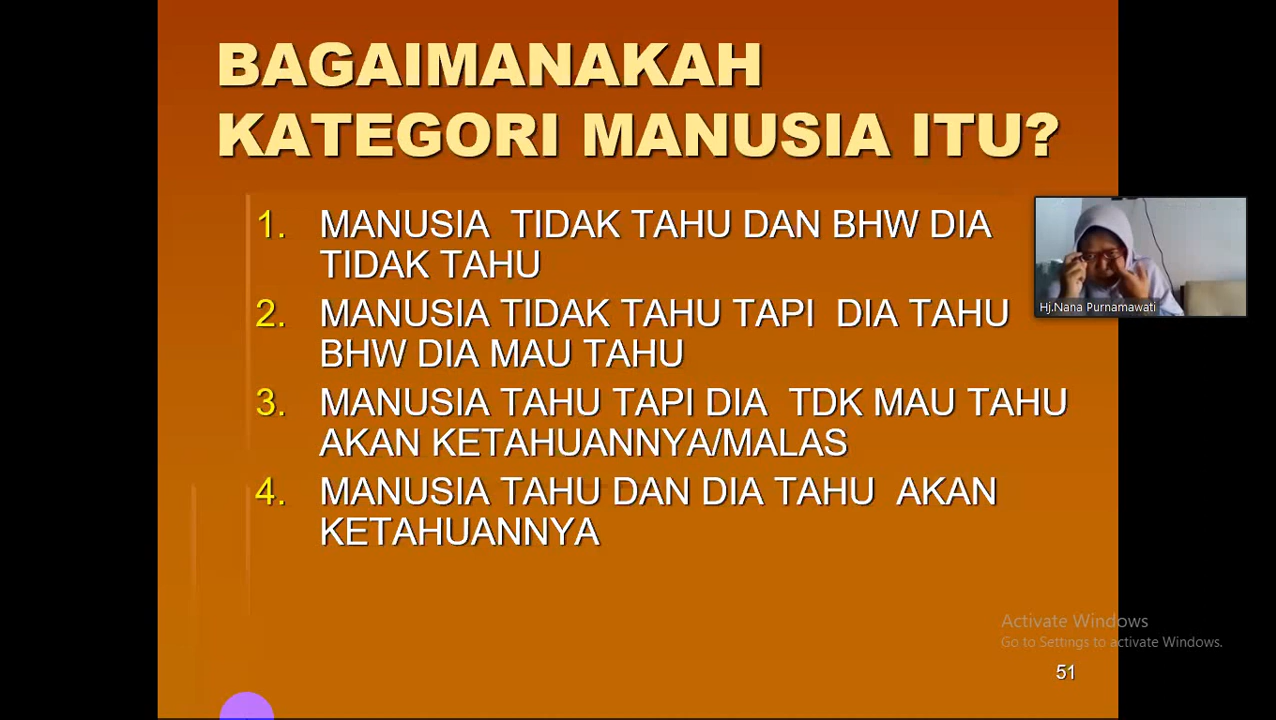 BAGAIMANAKAH
KATEGORI MANUSIA ITU?
1. MANUSIA TIDAK TAHU DAN BHW DIA
TIDAK TAHU
2. MANUSIA TIDAK TAHU TAPI DIA TAHU
BHW DIA MAU TAHU
3. MANUSIA TAHU TAPI DIA TDK MAU TAHU
AKAN KETAHUANNYA/MALAS
4. MANUSIA TAHU DAN DIA TAHU AKAN
KETAHUANNYA
Hj.Nana Purnamawati
Activate Windows
Go to Settings to activate Windows.
51